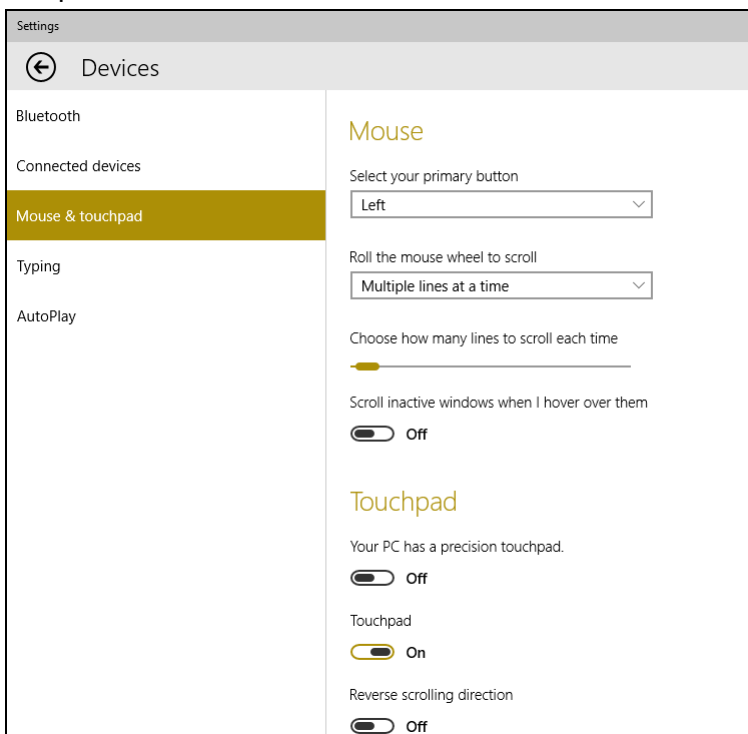 Settings
Devices
Bluetooth
Connected devices
Mouse & touchpad
Typing
AutoPlay
Mouse
Select your primary button
Left
Roll the mouse wheel to scroll
Multiple lines at a time
Choose how many lines to scroll each time
Scroll inactive windows when I hover over them
Off
Touchpad
Your PC has a precision touchpad.
Off
Touchpad
On
Reverse scrolling direction
Off